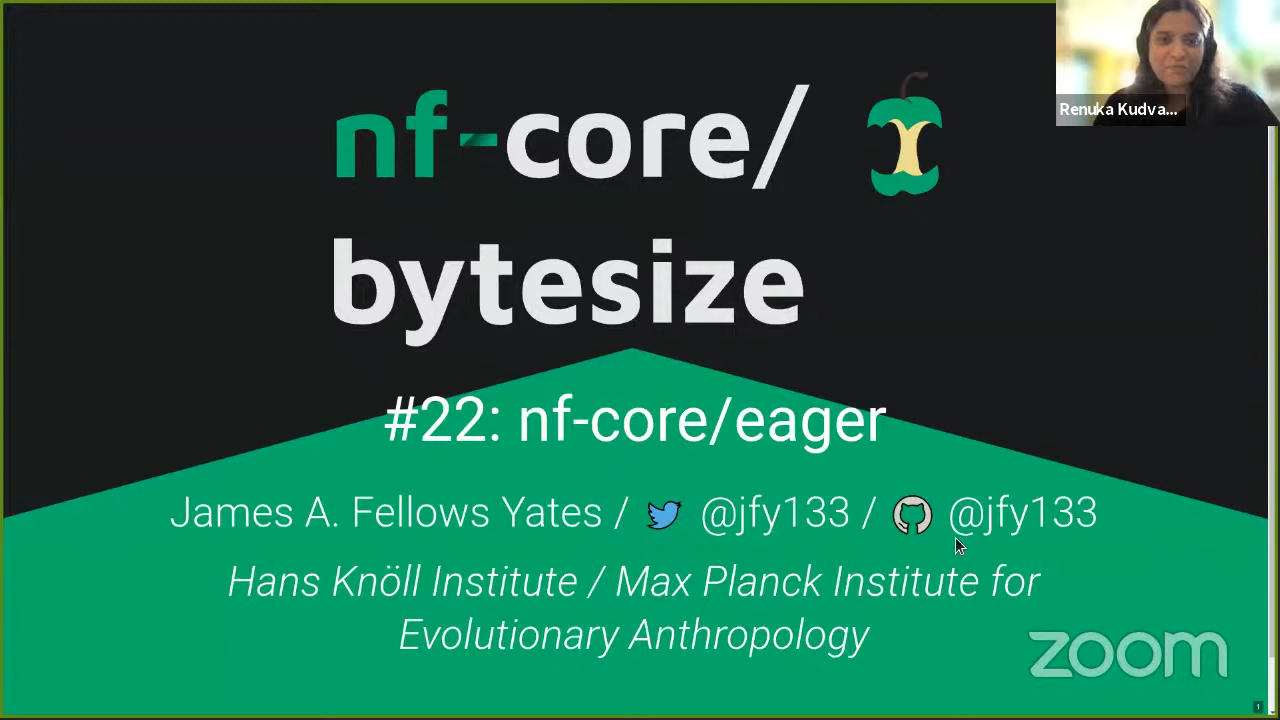 Renuka Kudva...
nf-core/
bytesize
#22: nf-core/eager
James A. Fellows Yates / @jfy133 / @jfy133
Hans Knöll Institute / Max Planck Institute for
Evolutionary Anthropology
zoom
1